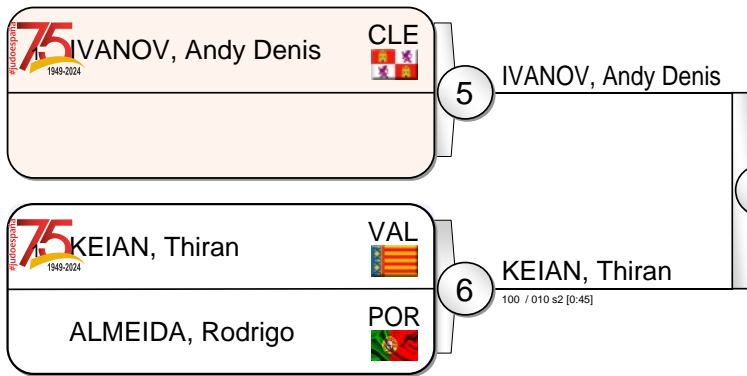 #judoespaña
75
1949-2024
IVANOV, Andy Denis
CLE
5
IVANOV, Andy Denis
#judoespaña
75
1949-2024
KEIAN, Thiran
VAL
6
KEIAN, Thiran
100 / 010 s2 [0:45]
ALMEIDA, Rodrigo
POR